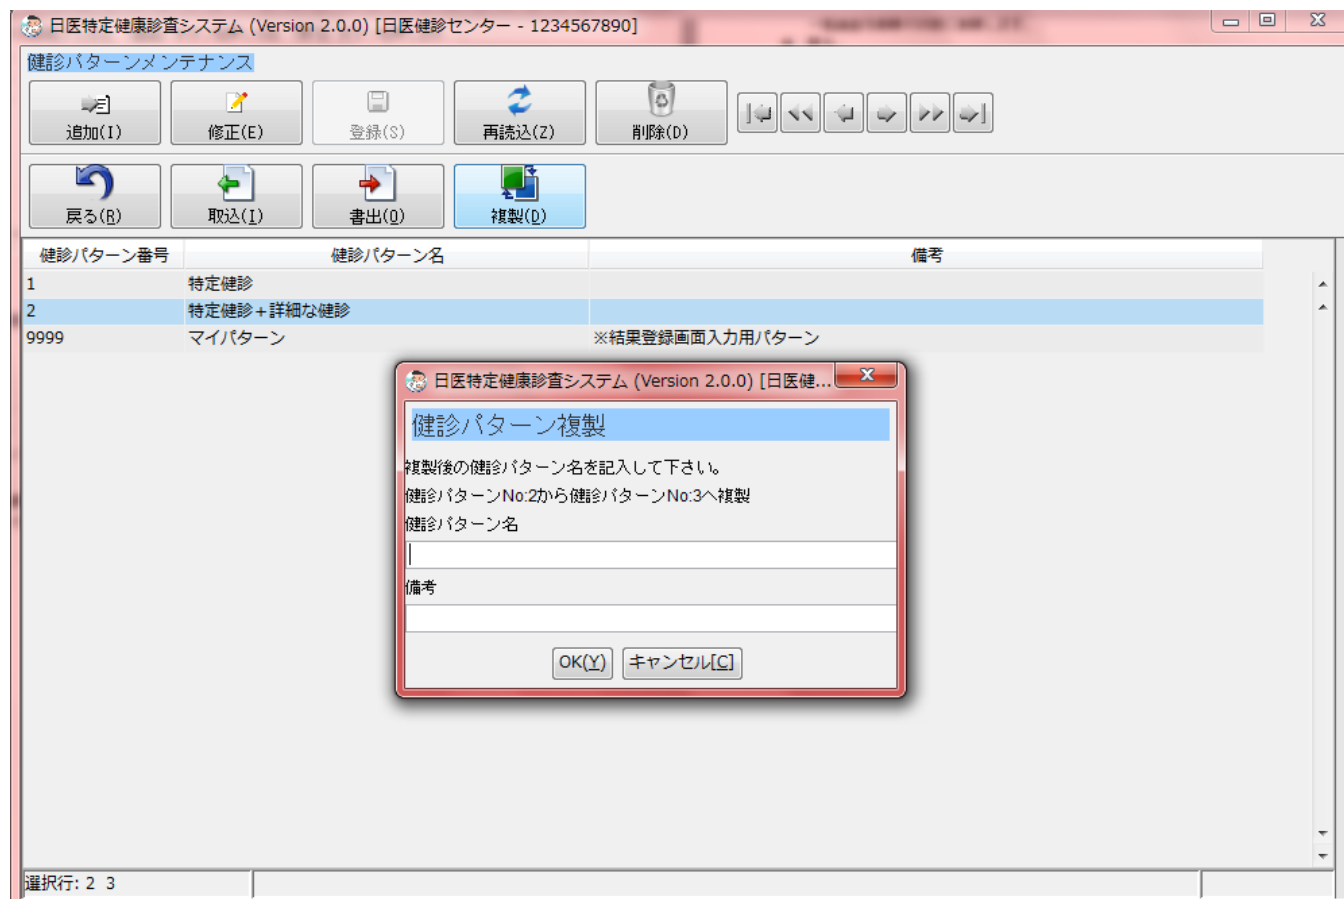 日医特定健康診査システム (Version 2.0.0) [日医健診センター - 1234567890]
健診パターンメンテナンス
追加(I) 修正(E) 登録(S) 再読込(Z) 削除(D)
戻る(R) 取込(I) 書出(O) 複製(D)
健診パターン番号 健診パターン名 備考
1 特定健診
2 特定健診+詳細な健診
9999 マイパターン ※結果登録画面入力用パターン
日医特定健康診査システム (Version 2.0.0) [日医健...
健診パターン複製
複製後の健診パターン名を記入して下さい。
健診パターンNo:2から健診パターンNo:3へ複製
健診パターン名
備考
OK(Y) キャンセル[C]
選択行: 2 3